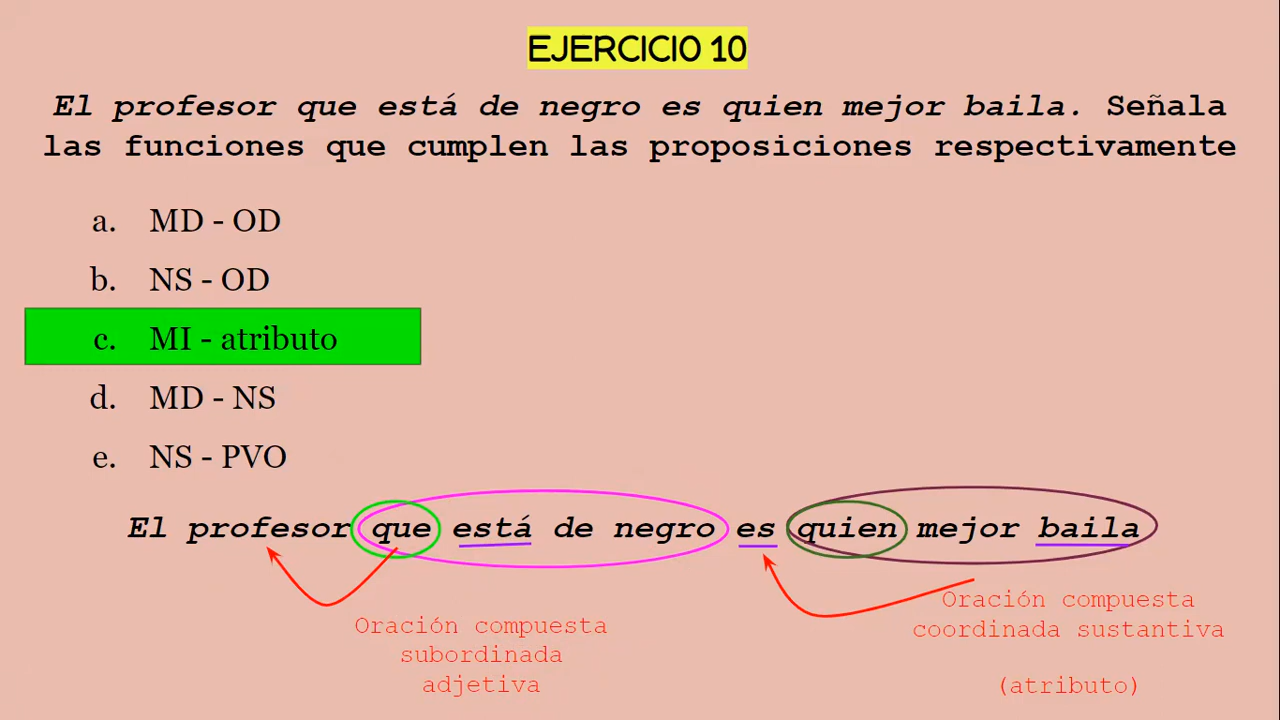 EJERCICIO 10
El profesor que está de negro es quien mejor baila. Señala
las funciones que cumplen las proposiciones respectivamente
a. MD - OD
b. NS - OD
c. MI - atributo
d. MD - NS
e. NS - PVO
El profesor que está de negro es quien mejor baila
Oración compuesta
subordinada
adjetiva
Oración compuesta
coordinada sustantiva
(atributo)